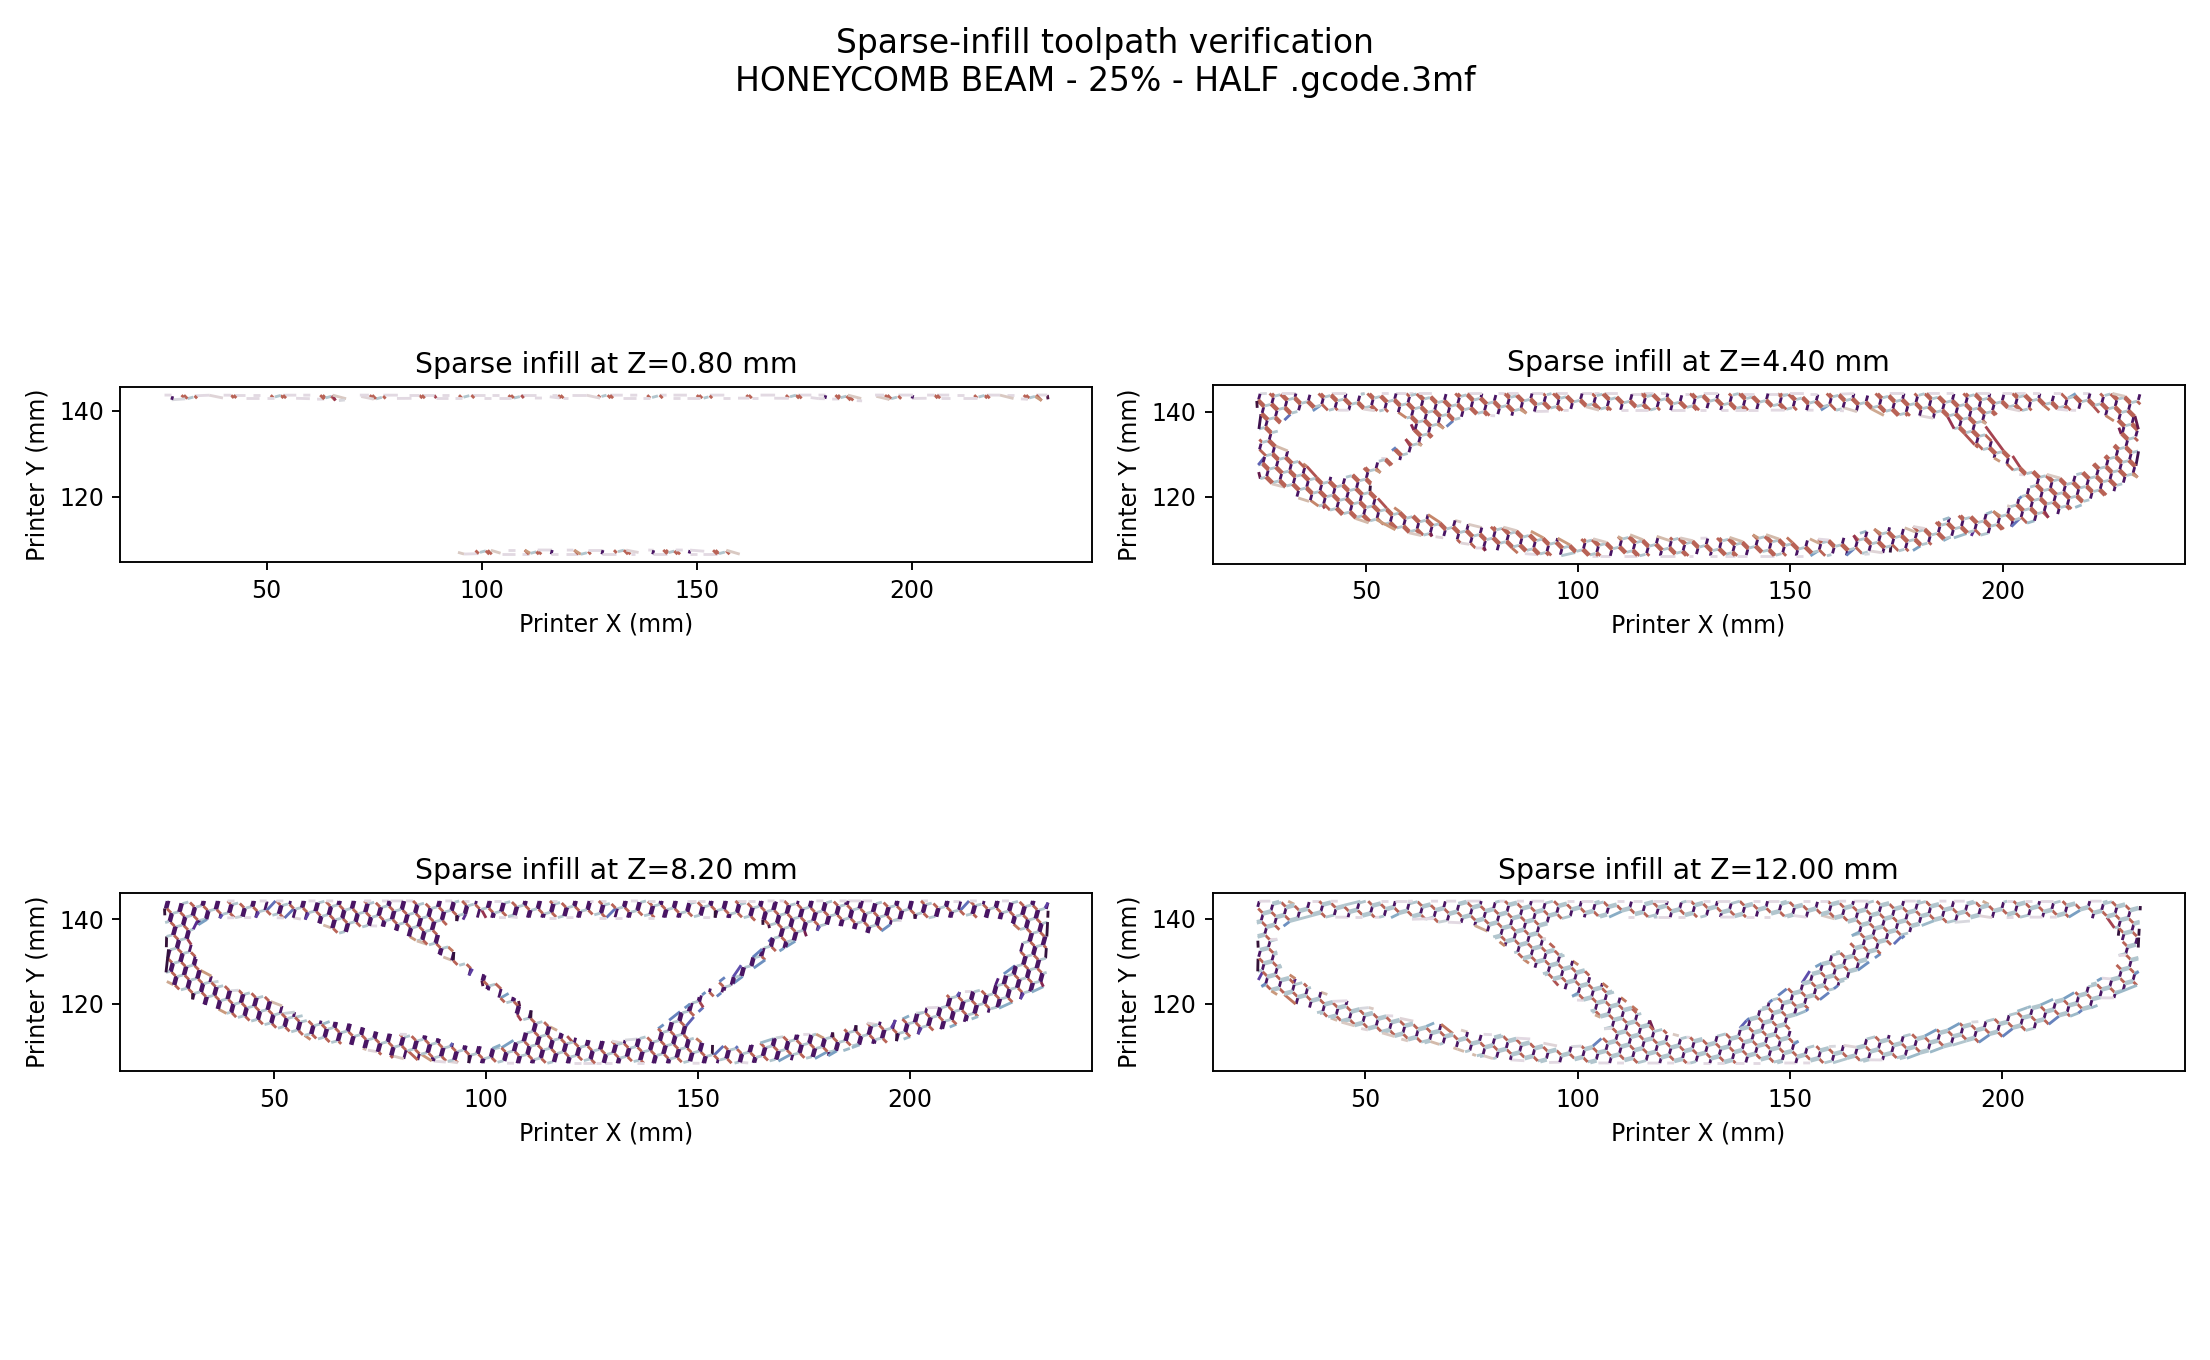 Sparse-infill toolpath verification
HONEYCOMB BEAM - 25% - HALF .gcode.3mf
Sparse infill at Z=0.80 mm
Printer Y (mm)
140
120
50 100 150 200
Printer X (mm)
Sparse infill at Z=4.40 mm
Printer Y (mm)
140
120
50 100 150 200
Printer X (mm)
Sparse infill at Z=8.20 mm
Printer Y (mm)
140
120
50 100 150 200
Printer X (mm)
Sparse infill at Z=12.00 mm
Printer Y (mm)
140
120
50 100 150 200
Printer X (mm)